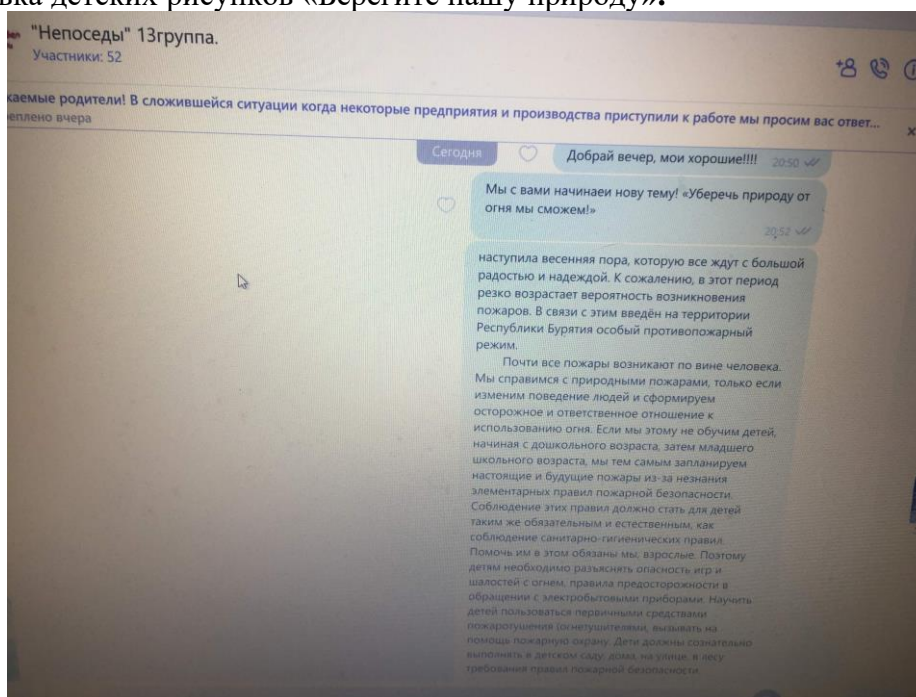 вка детских рисунков «Берегите нашу природу».
"Непоседы" 13группа.
Участники: 52
жаемые родители! В сложившейся ситуации когда некоторые предприятия и производства приступили к работе мы просим вас ответ...
еплено вчера
Сегодня
Добрай вечер, мои хорошие!!!! 20:50
Мы с вами начинаеи нову тему! «Уберечь природу от
огня мы сможем!»
20:52
наступила весенняя пора, которую все ждут с большой
радостью и надеждой. К сожалению, в этот период
резко возрастает вероятность возникновения
пожаров. В связи с этим введён на территории
Республики Бурятия особый противопожарный
режим.
Почти все пожары возникают по вине человека.
Мы справимся с природными пожарами, только если
изменим поведение людей и сформируем
осторожное и ответственное отношение к
использованию огня. Если мы этому не обучим детей,
начиная с дошкольного возраста, затем младшего
школьного возраста, мы тем самым запланируем
настоящие и будущие пожары из-за незнания
элементарных правил пожарной безопасности.
Соблюдение этих правил должно стать для детей
таким же обязательным и естественным, как
соблюдение санитарно-гигиенических правил.
Помочь им в этом обязаны мы, взрослые. Поэтому
детям необходимо разъяснять опасность игр и
шалостей с огнем, правила предосторожности в
обращении с электробытовыми приборами. Научить
детей пользоваться первичными средствами
пожаротушения (огнетушителями, вызывать на
помощь пожарную охрану. Дети должны сознательно
выполнять в детском саду, дома, на улице, в лесу
требования правил пожарной безопасности.